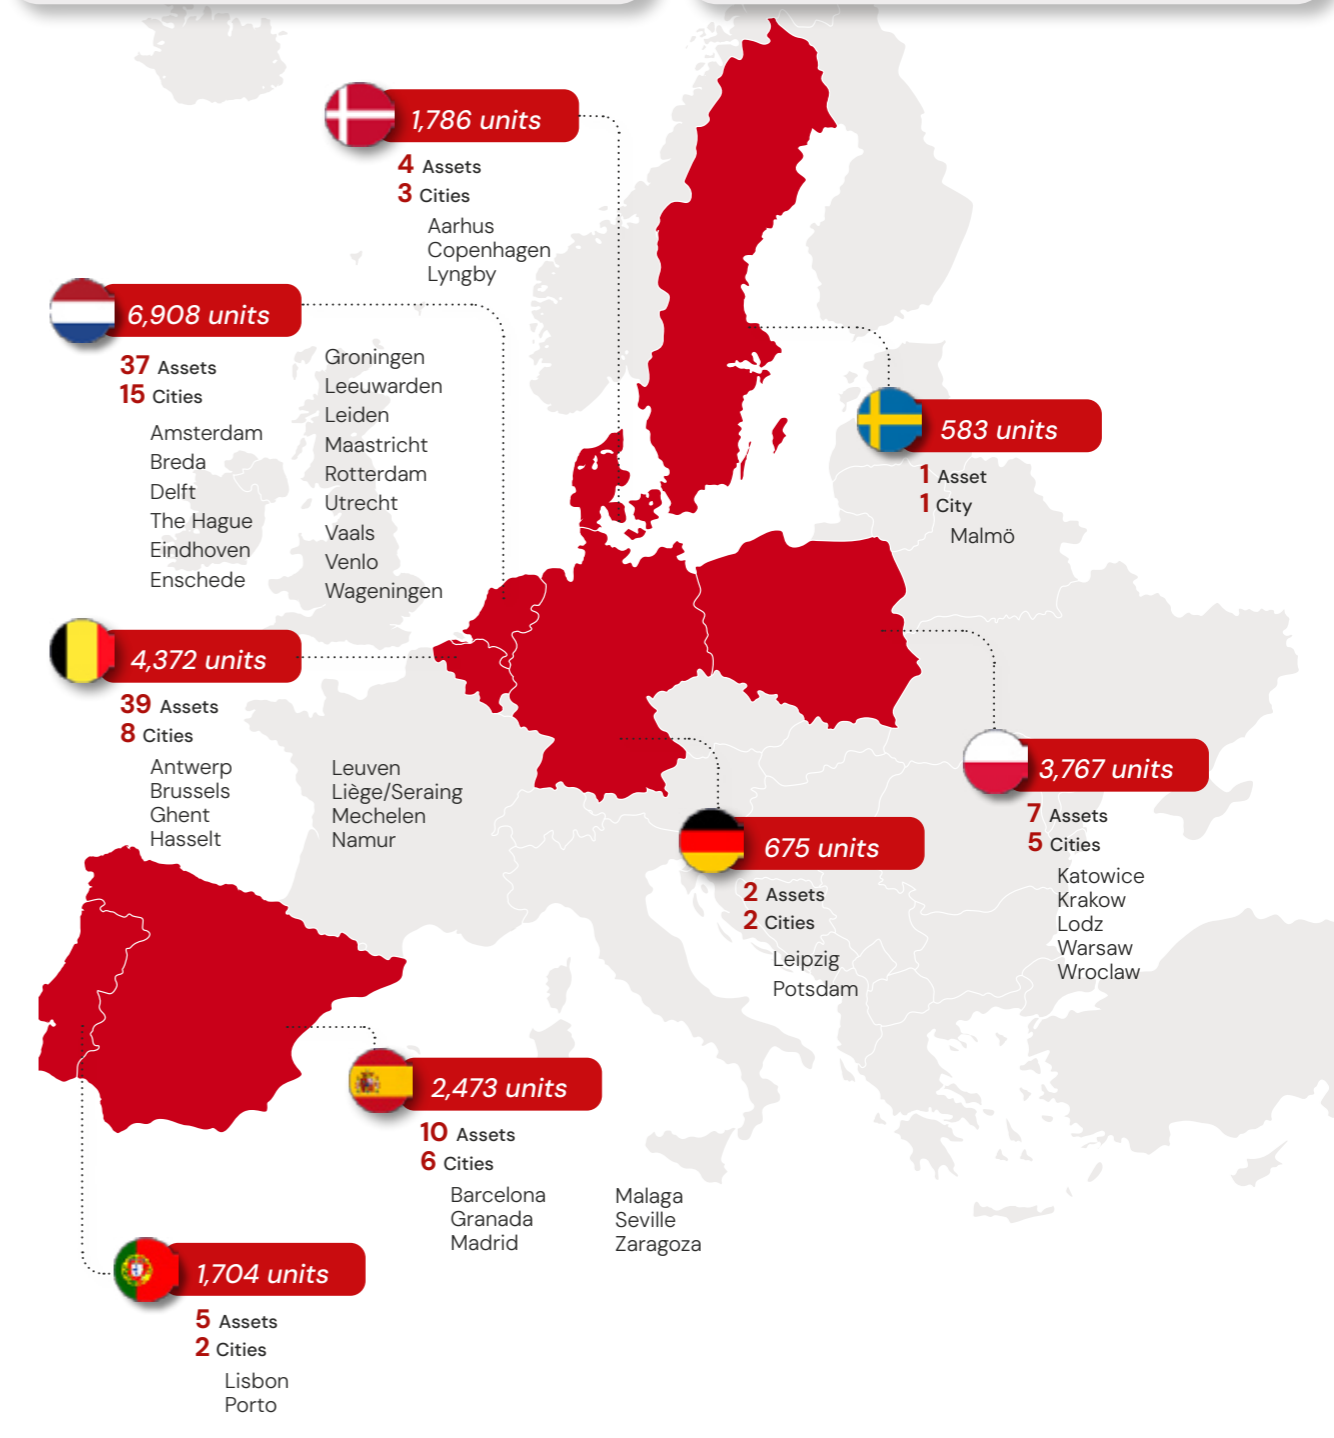 1,786 units
4 Assets
3 Cities
Aarhus
Copenhagen
Lyngby
6,908 units
37 Assets
15 Cities
Amsterdam
Breda
Delft
The Hague
Eindhoven
Enschede
Groningen
Leeuwarden
Leiden
Maastricht
Rotterdam
Utrecht
Vaals
Venlo
Wageningen
583 units
1 Asset
1 City
Malmö
4,372 units
39 Assets
8 Cities
Antwerp
Brussels
Ghent
Hasselt
Leuven
Liège/Seraing
Mechelen
Namur
3,767 units
7 Assets
5 Cities
Katowice
Krakow
Lodz
Warsaw
Wroclaw
675 units
2 Assets
2 Cities
Leipzig
Potsdam
2,473 units
10 Assets
6 Cities
Barcelona
Granada
Madrid
Malaga
Seville
Zaragoza
1,704 units
5 Assets
2 Cities
Lisbon
Porto